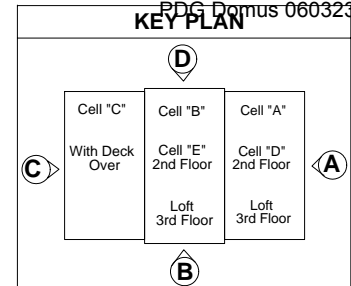 PDG Domus 060323
KEY PLAN
D
Cell "C"
With Deck
Over
Cell "B"
Cell "E"
2nd Floor
Loft
3rd Floor
Cell "A"
Cell "D"
2nd Floor
Loft
3rd Floor
C
A
B